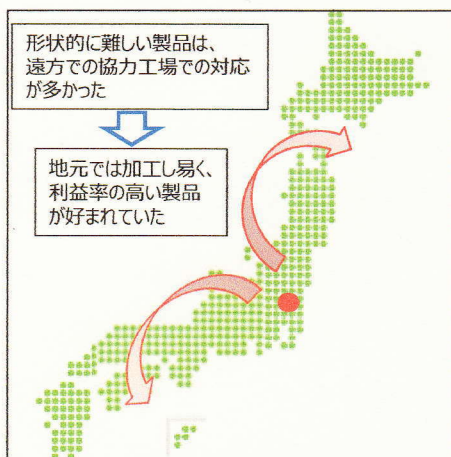 形状的に難しい製品は、
遠方での協力工場での対応
が多かった
地元では加工し易く、
利益率の高い製品
が好まれていた